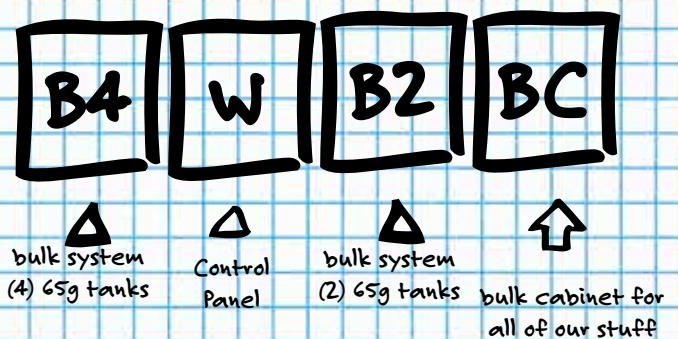 B4 W B2 BC
bulk system
(4) 65g tanks
Control
Panel
bulk system
(2) 65g tanks
bulk cabinet for
all of our stuff